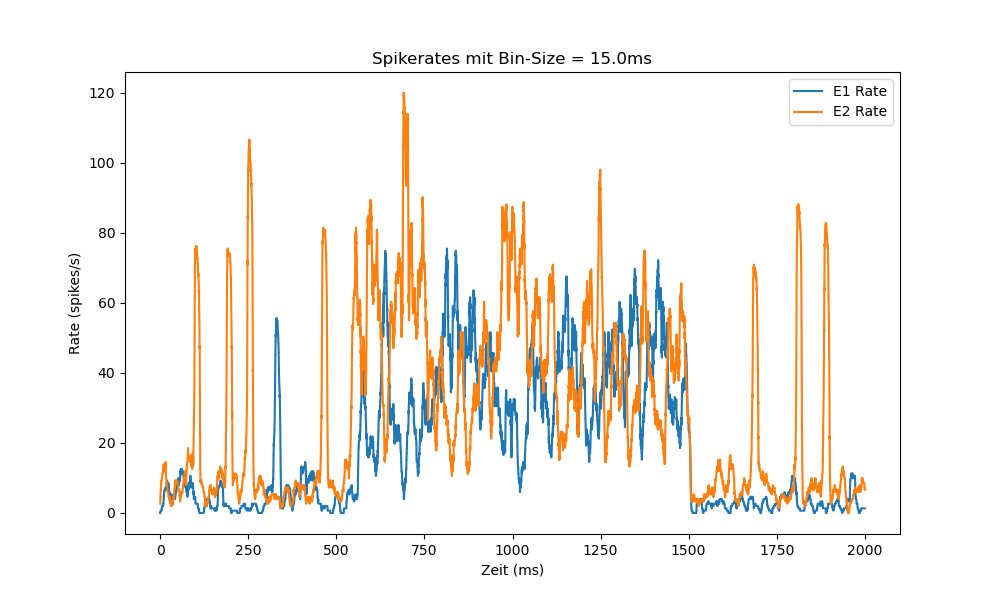 Spikerates mit Bin-Size = 15.0ms
E1 Rate
E2 Rate
120
100
80
60
40
20
0
Rate (spikes/s)
0 250 500 750 1000 1250 1500 1750 2000
Zeit (ms)